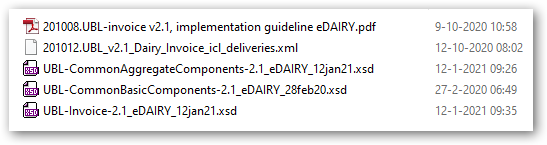 201008.UBL-invoice v2.1, implementation guideline eDAIRY.pdf 9-10-2020 10:58
201012.UBL_v2.1_Dairy_Invoice_icl_deliveries.xml 12-10-2020 08:02
UBL-CommonAggregateComponents-2.1_eDAIRY_12jan21.xsd 12-1-2021 09:26
UBL-CommonBasicComponents-2.1_eDAIRY_28feb20.xsd 27-2-2020 06:49
UBL-Invoice-2.1_eDAIRY_12jan21.xsd 12-1-2021 09:35